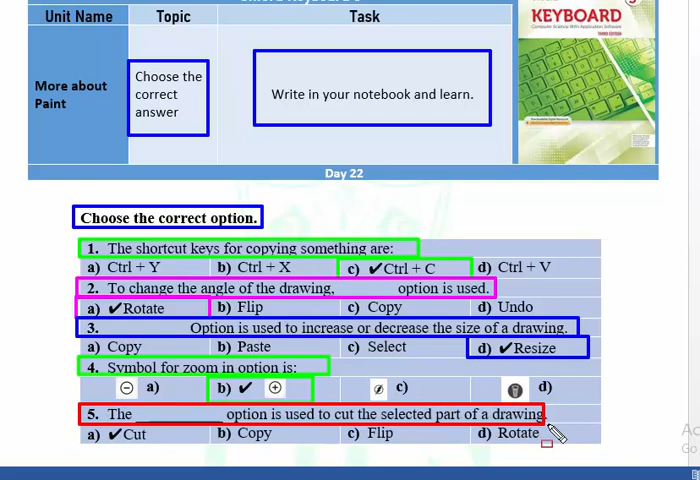 Unit Name Topic Task
KEYBOARD
Computer Science With Application Software
THIRD EDITION
More about
Paint
Choose the
correct
answer
Write in your notebook and learn.
Day 22
Choose the correct option.
1. The shortcut keys for copying something are:
a) Ctrl + Y b) Ctrl + X c) ✔Ctrl + C d) Ctrl + V
2. To change the angle of the drawing, ________ option is used.
a) ✔Rotate b) Flip c) Copy d) Undo
3. ____________ Option is used to increase or decrease the size of a drawing.
a) Copy b) Paste c) Select d) ✔Resize
4. Symbol for zoom in option is:
a) b) ✔ c) d)
5. The ____________ option is used to cut the selected part of a drawing.
a) ✔Cut b) Copy c) Flip d) Rotate